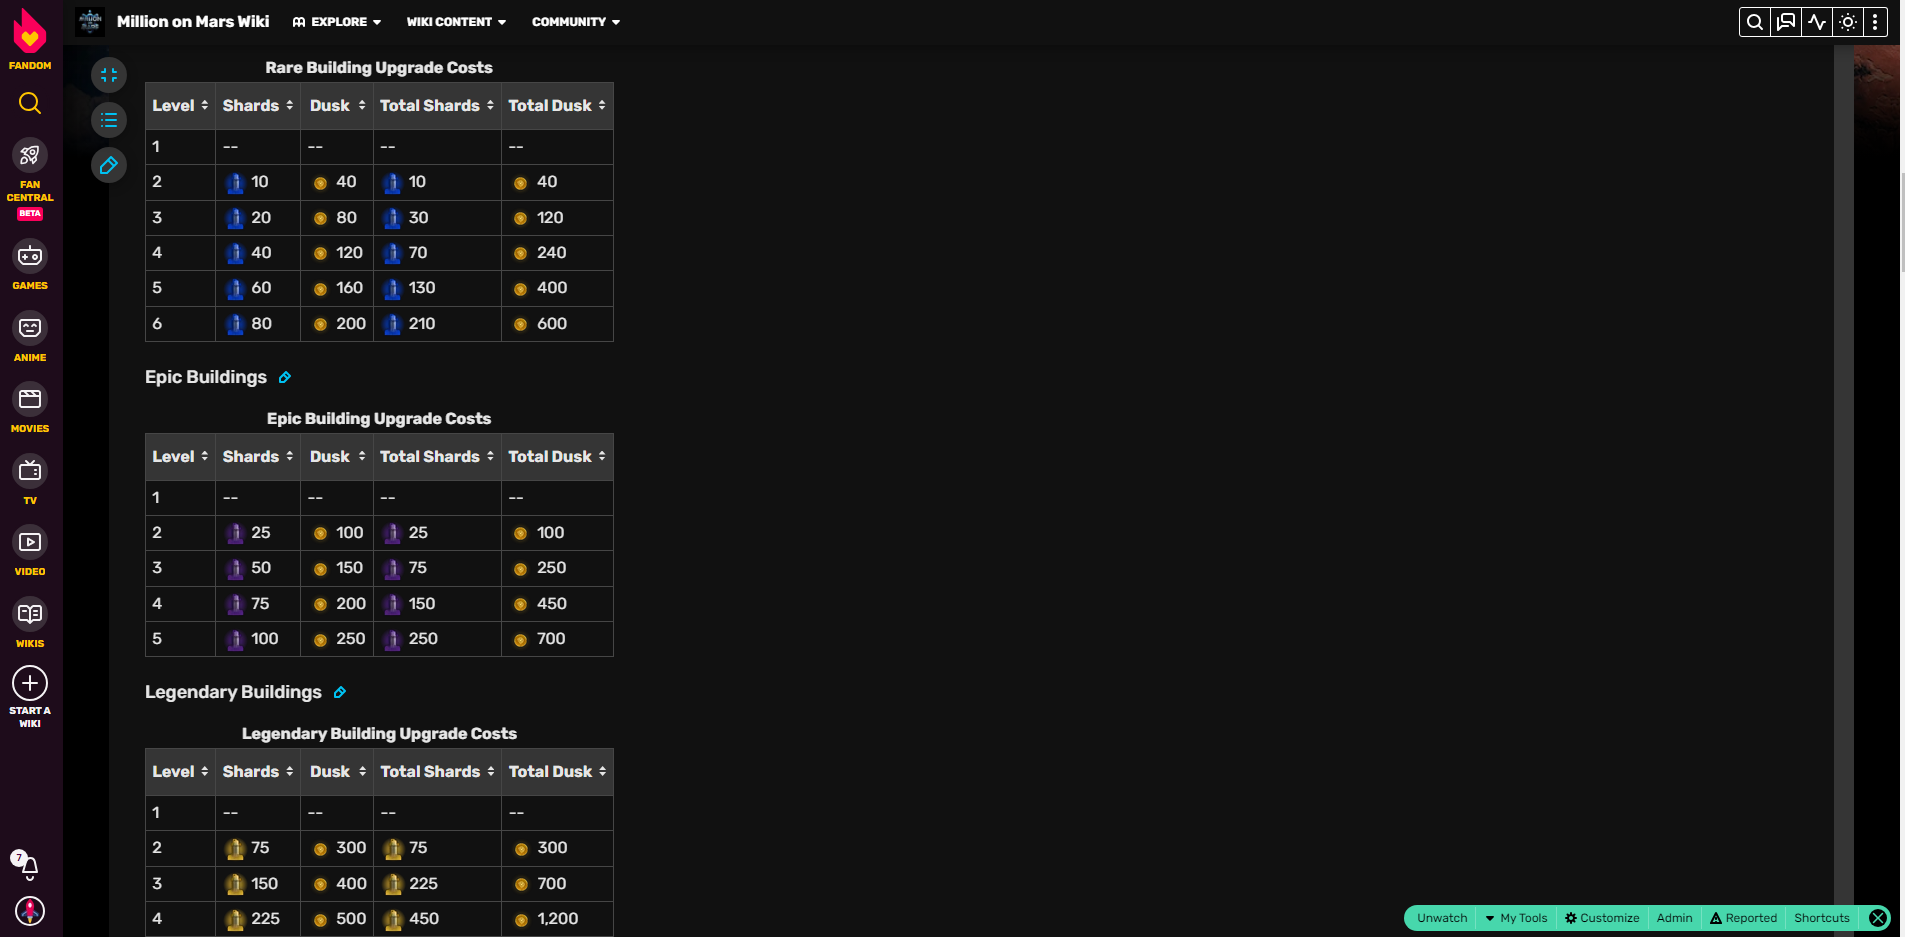 Million on Mars Wiki EXPLORE WIKI CONTENT COMMUNITY
FANDOM
FAN CENTRAL
BETA
GAMES
ANIME
MOVIES
TV
VIDEO
WIKIS
START A WIKI
7
Rare Building Upgrade Costs
Level Shards Dusk Total Shards Total Dusk
1 -- -- -- --
2 10 40 10 40
3 20 80 30 120
4 40 120 70 240
5 60 160 130 400
6 80 200 210 600
Epic Buildings
Epic Building Upgrade Costs
Level Shards Dusk Total Shards Total Dusk
1 -- -- -- --
2 25 100 25 100
3 50 150 75 250
4 75 200 150 450
5 100 250 250 700
Legendary Buildings
Legendary Building Upgrade Costs
Level Shards Dusk Total Shards Total Dusk
1 -- -- -- --
2 75 300 75 300
3 150 400 225 700
4 225 500 450 1,200
Unwatch My Tools Customize Admin Reported Shortcuts